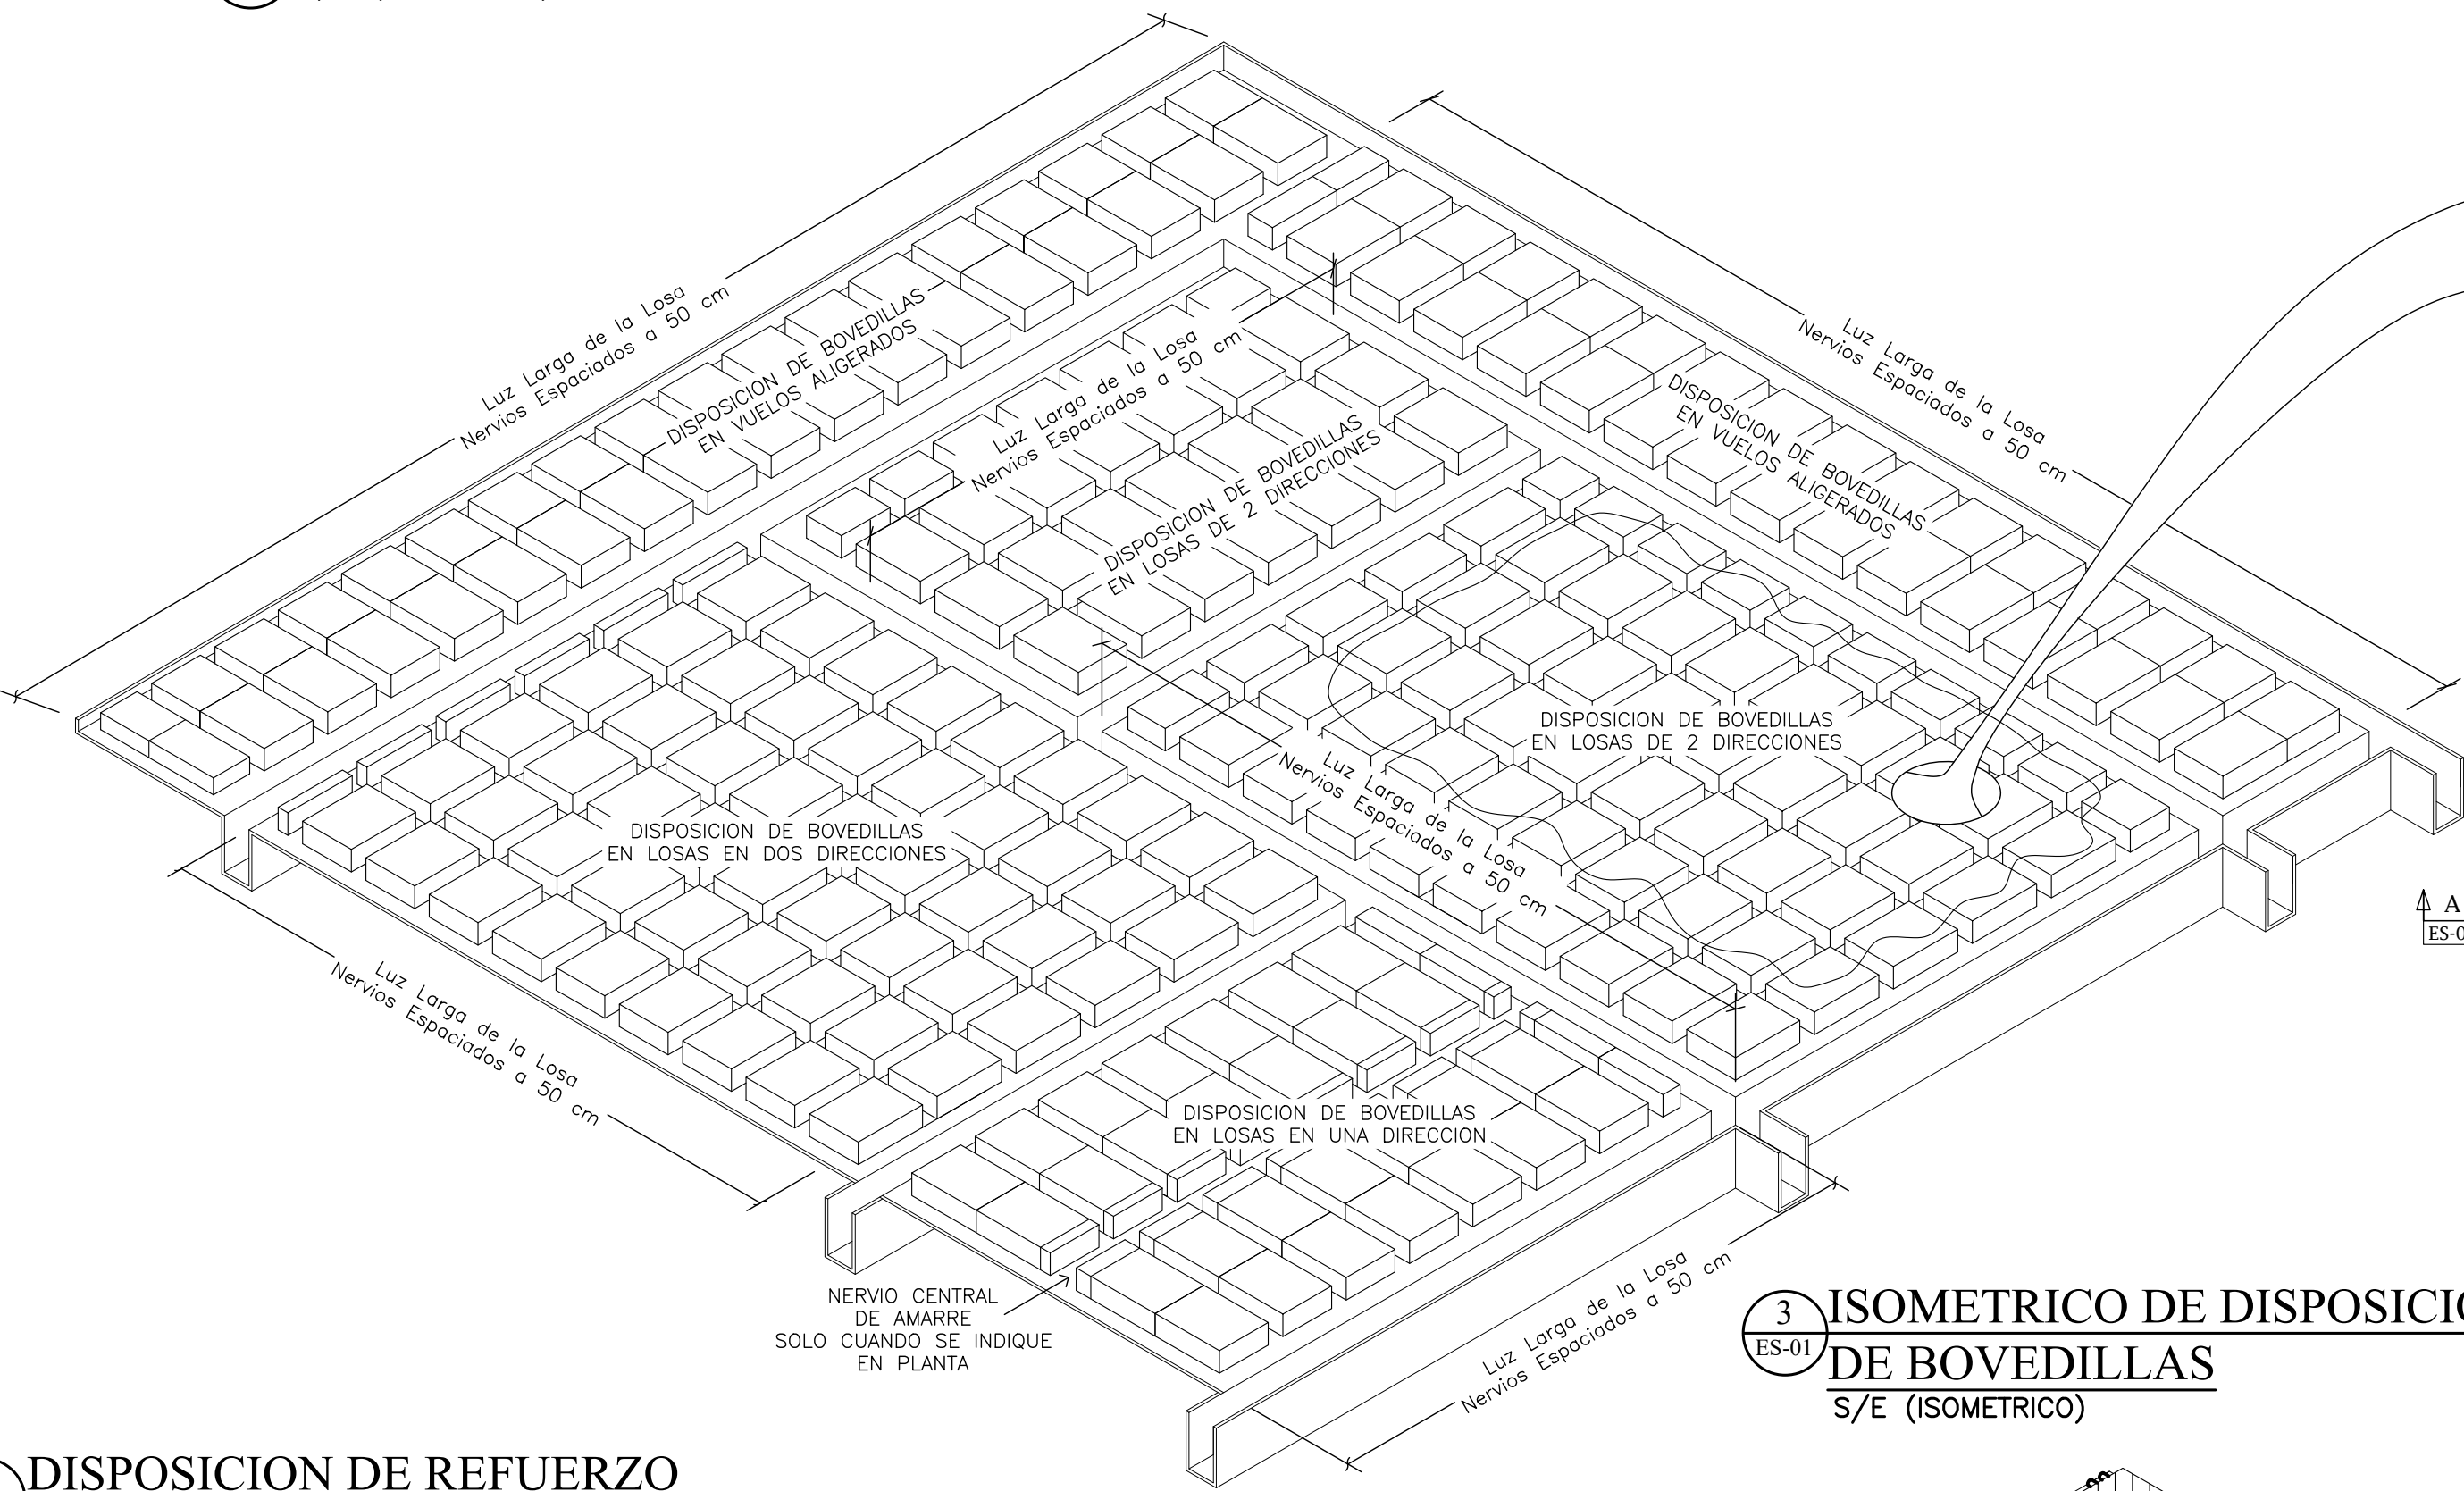 Luz Larga de la Losa
Nervios Espaciados a 50 cm
DISPOSICION DE BOVEDILLAS
EN VUELOS ALIGERADOS
Luz Larga de la Losa
Nervios Espaciados a 50 cm
DISPOSICION DE BOVEDILLAS
EN LOSAS DE 2 DIRECCIONES
Luz Larga de la Losa
Nervios Espaciados a 50 cm
DISPOSICION DE BOVEDILLAS
EN VUELOS ALIGERADOS
DISPOSICION DE BOVEDILLAS
EN LOSAS DE 2 DIRECCIONES
Luz Larga de la Losa
Nervios Espaciados a 50 cm
DISPOSICION DE BOVEDILLAS
EN LOSAS EN DOS DIRECCIONES
A
Luz Larga de la Losa
Nervios Espaciados a 50 cm
DISPOSICION DE BOVEDILLAS
EN LOSAS EN UNA DIRECCION
NERVIO CENTRAL
DE AMARRE
SOLO CUANDO SE INDIQUE
EN PLANTA
Luz Larga de la Losa
Nervios Espaciados a 50 cm
3
ES-01
ISOMETRICO DE DISPOSICIO
DE BOVEDILLAS
S/E (ISOMETRICO)
DISPOSICION DE REFUERZO